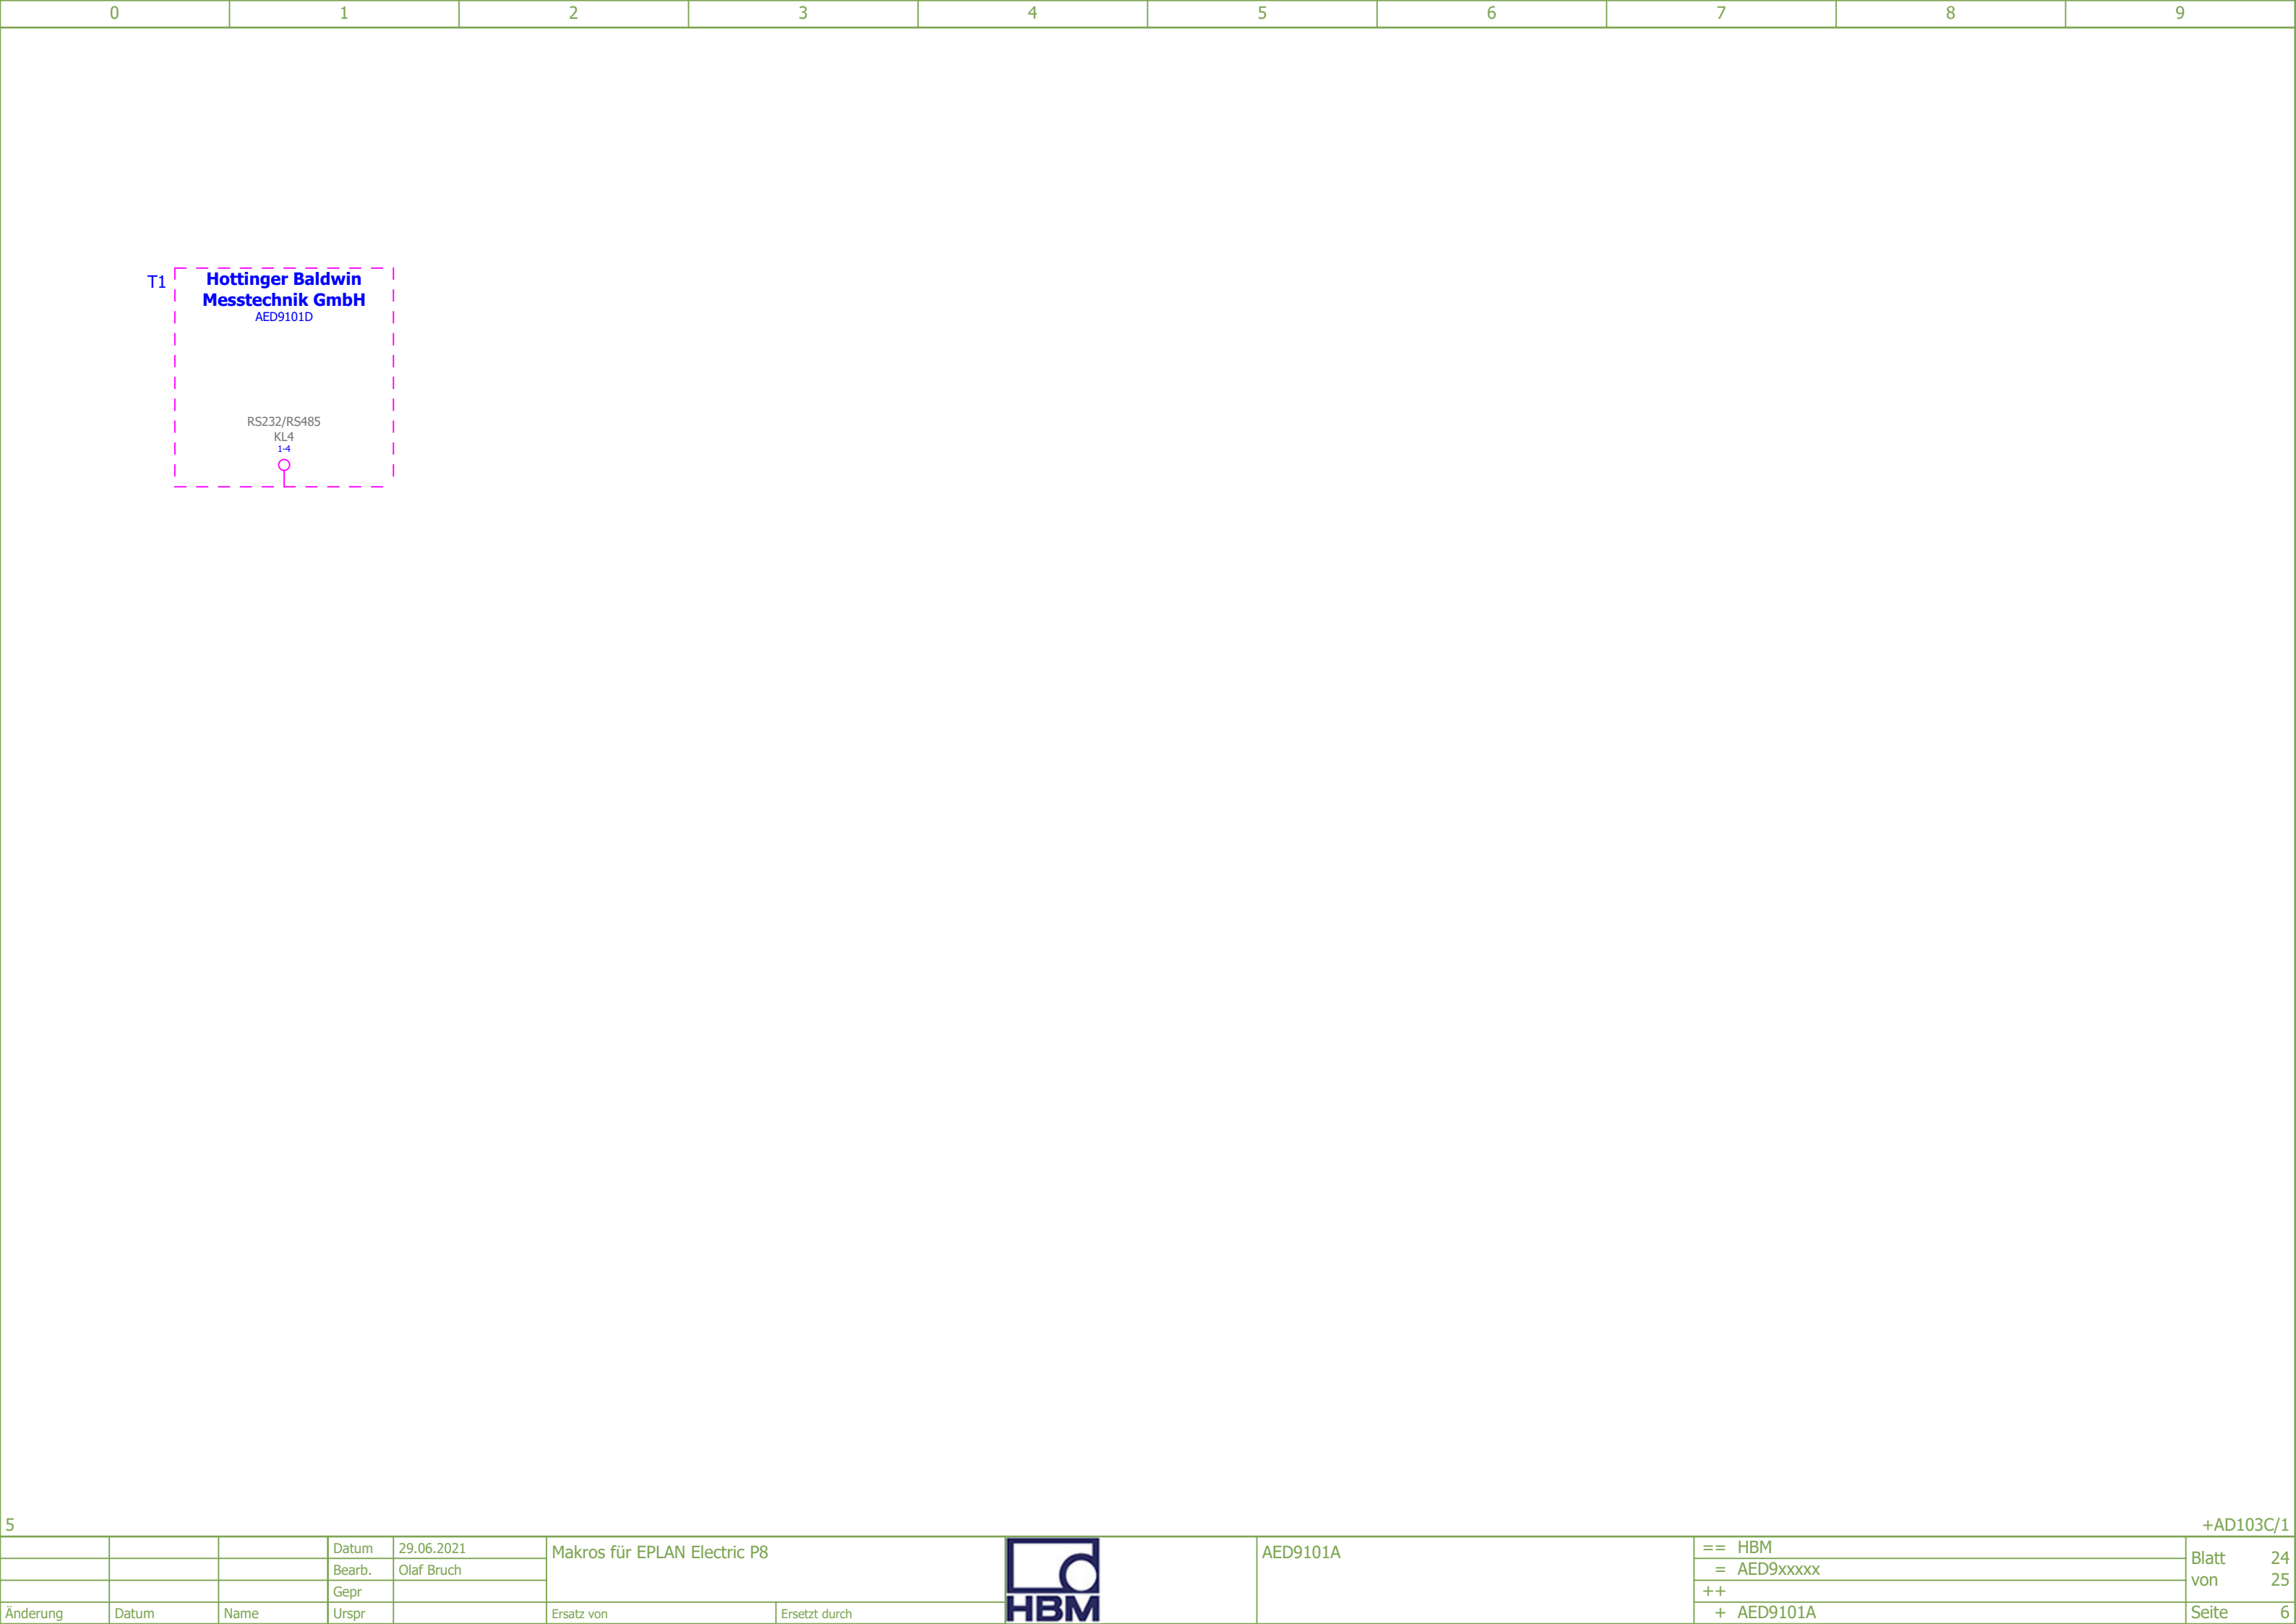 0 1 2 3 4 5 6 7 8 9
T1
Hottinger Baldwin
Messtechnik GmbH
AED9101D
RS232/RS485
KL4
1-4
5
+AD103C/1
Datum 29.06.2021
Bearb. Olaf Bruch
Gepr
Änderung Datum Name Urspr
Makros für EPLAN Electric P8
Ersatz von Ersetzt durch
HBM
AED9101A
== HBM
= AED9xxxxx
++
+ AED9101A
Blatt 24
von 25
Seite 6